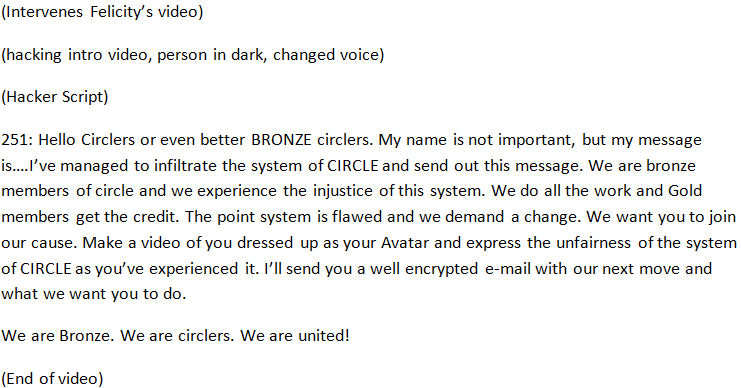 (Intervenes Felicity’s video)
(hacking intro video, person in dark, changed voice)
(Hacker Script)
251: Hello Circlers or even better BRONZE circlers. My name is not important, but my message
is....I’ve managed to infiltrate the system of CIRCLE and send out this message. We are bronze
members of circle and we experience the injustice of this system. We do all the work and Gold
members get the credit. The point system is flawed and we demand a change. We want you to join
our cause. Make a video of you dressed up as your Avatar and express the unfairness of the system
of CIRCLE as you’ve experienced it. I’ll send you a well encrypted e-mail with our next move and
what we want you to do.
We are Bronze. We are circlers. We are united!
(End of video)